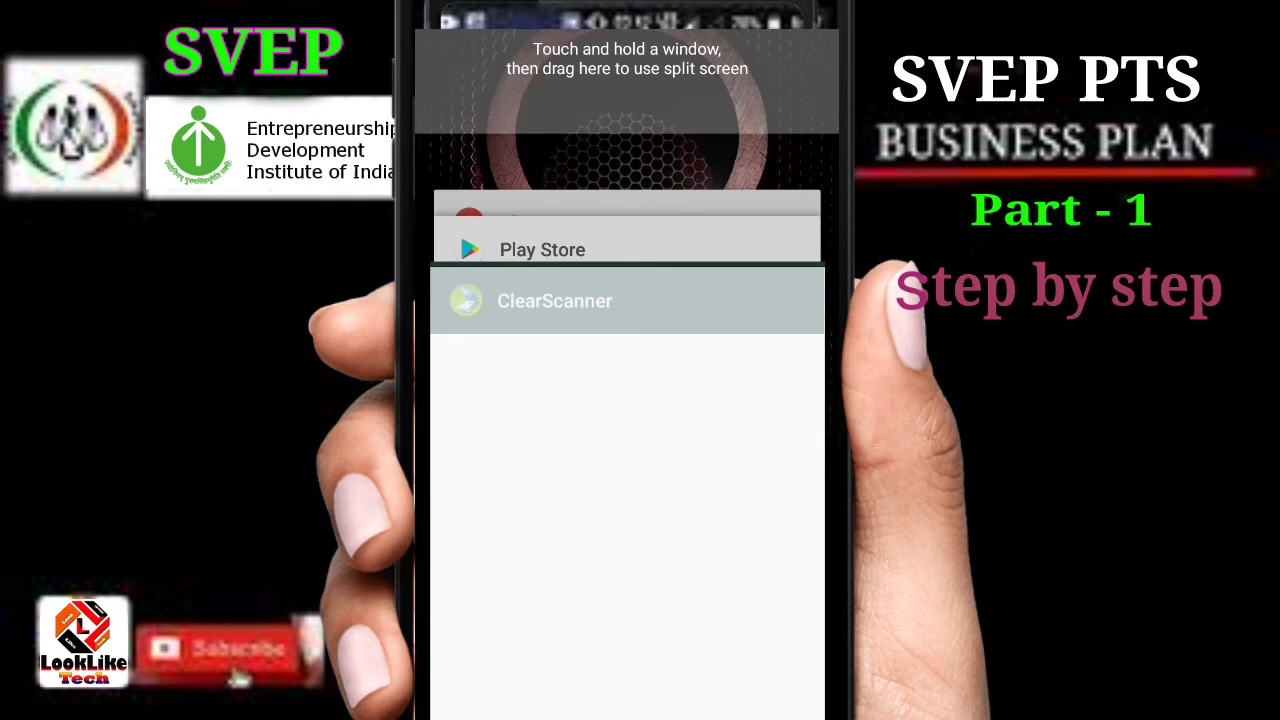 SVEP
Entrepreneurship
Development
Institute of India
Touch and hold a window,
then drag here to use split screen
Play Store
ClearScanner
SVEP PTS
BUSINESS PLAN
Part - 1
step by step
L
LookLike
Tech
Subscribe